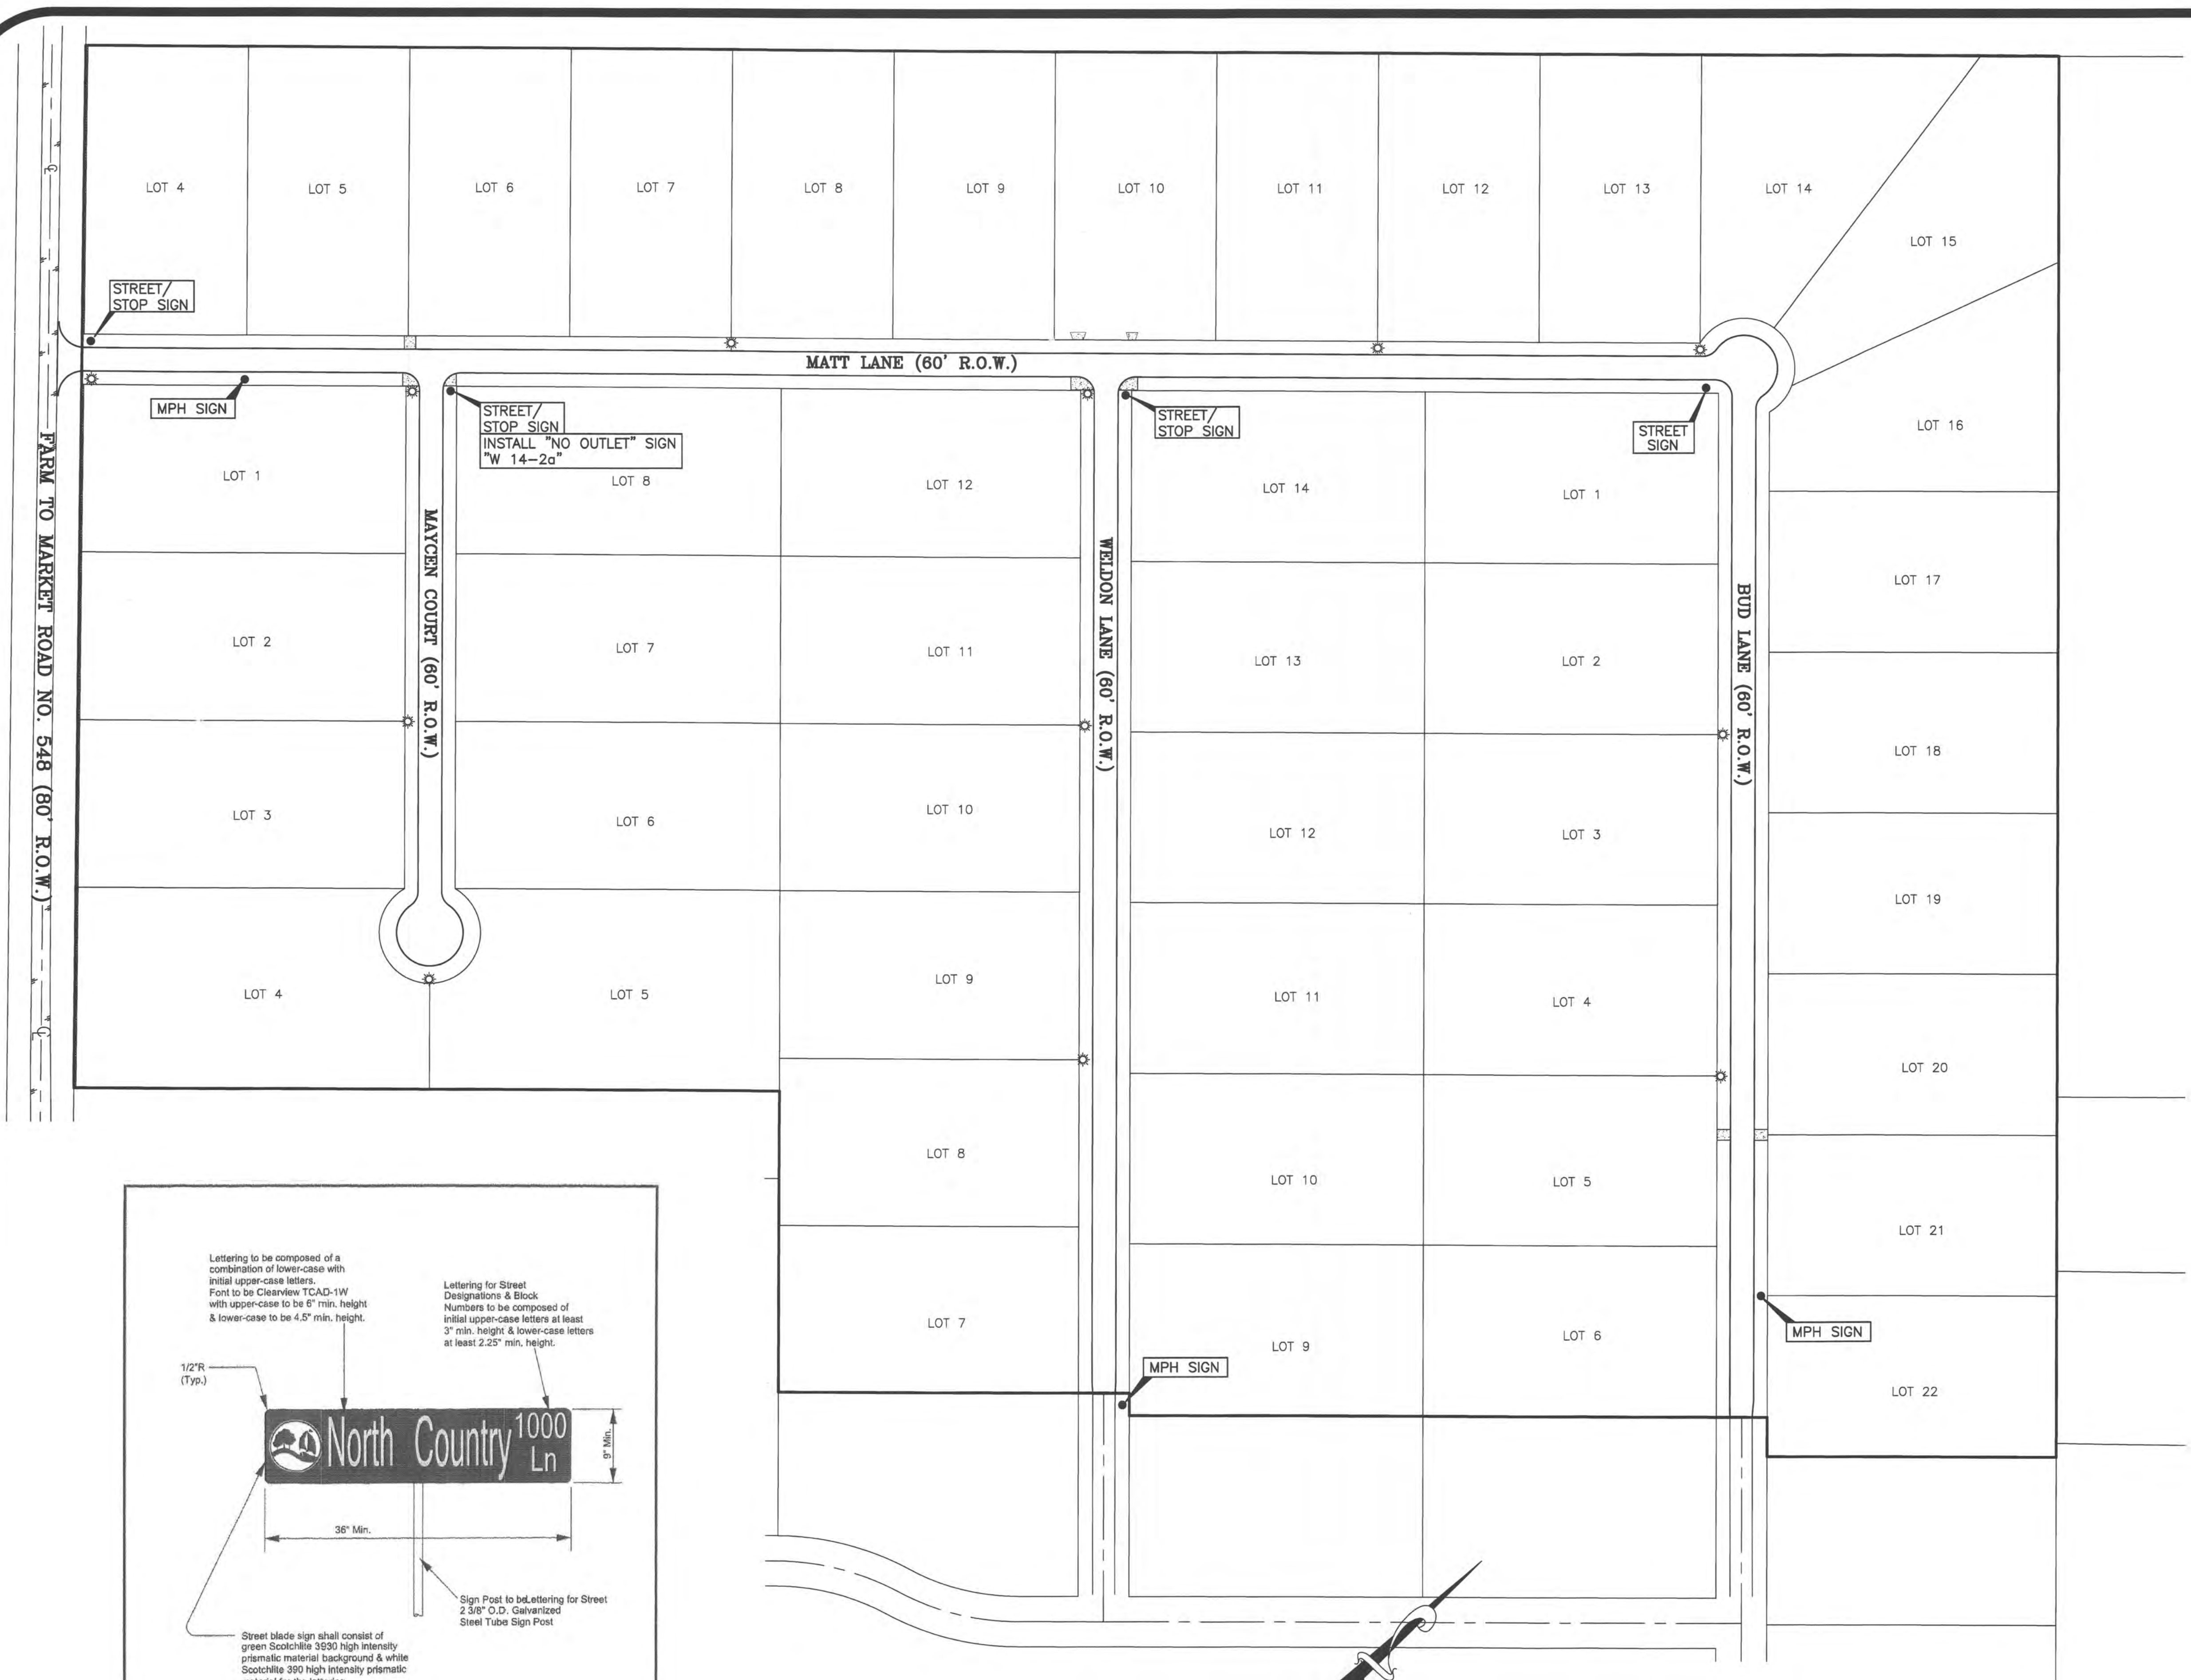 LOT 4
LOT 5
LOT 6
LOT 7
LOT 8
LOT 9
LOT 10
LOT 11
LOT 12
LOT 13
LOT 14
LOT 15
STREET/
STOP SIGN
MATT LANE (60' R.O.W.)
MPH SIGN
STREET/
STOP SIGN
INSTALL "NO OUTLET" SIGN
"W 14-2a"
STREET/
STOP SIGN
STREET
SIGN
LOT 16
FARM TO MARKET ROAD NO. 548 (80' R.O.W.)
MAYCEN COURT (60' R.O.W.)
WELDON LANE (60' R.O.W.)
BUD LANE (60' R.O.W.)
LOT 1
LOT 8
LOT 12
LOT 14
LOT 1
LOT 17
LOT 2
LOT 7
LOT 11
LOT 13
LOT 2
LOT 18
LOT 3
LOT 6
LOT 10
LOT 12
LOT 3
LOT 19
LOT 4
LOT 5
LOT 9
LOT 11
LOT 4
LOT 20
LOT 8
LOT 10
LOT 5
LOT 21
LOT 7
LOT 9
LOT 6
MPH SIGN
MPH SIGN
LOT 22
Lettering to be composed of a
combination of lower-case with
initial upper-case letters.
Font to be Clearview TCAD-1W
with upper-case to be 6" min. height
& lower-case to be 4.5" min. height.
Lettering for Street
Designations & Block
Numbers to be composed of
initial upper-case letters at least
3" min. height & lower-case letters
at least 2.25" min. height.
1/2"R
(Typ.)
North Country 1000
Ln
9" Min.
36" Min.
Sign Post to beLettering for Street
2 3/8" O.D. Galvanized
Steel Tube Sign Post
Street blade sign shall consist of
green Scotchlite 3930 high intensity
prismatic material background & white
Scotchlite 390 high intensity prismatic